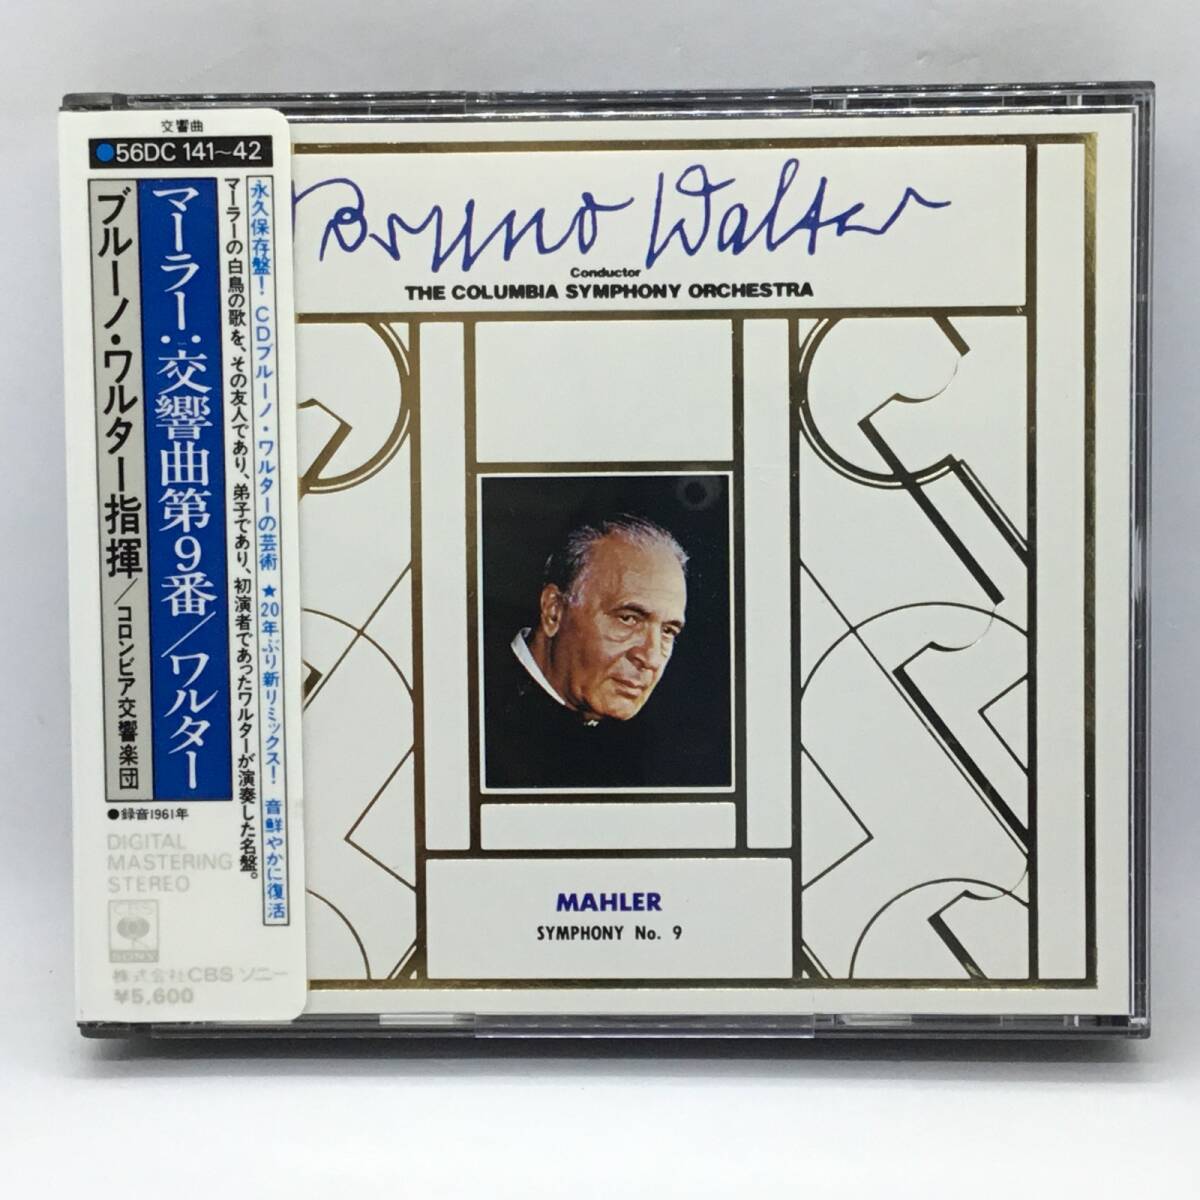 交響曲
●56DC 141~42
永久保存盤! CDブルーノ・ワルターの芸術 ★20年ぶり新リミックス! 音鮮やかに復活
マーラーの白鳥の歌を、その友人であり、弟子であり、初演者であったワルターが演奏した名盤。
マーラー:交響曲第9番/ワルター
ブルーノ・ワルター指揮/コロンビア交響楽団
●録音1961年
DIGITAL
MASTERING
STEREO
CBS
SONY
株式会社CBSソニー
¥5,600
Bruno Walter
Conductor
THE COLUMBIA SYMPHONY ORCHESTRA
MAHLER
SYMPHONY No. 9